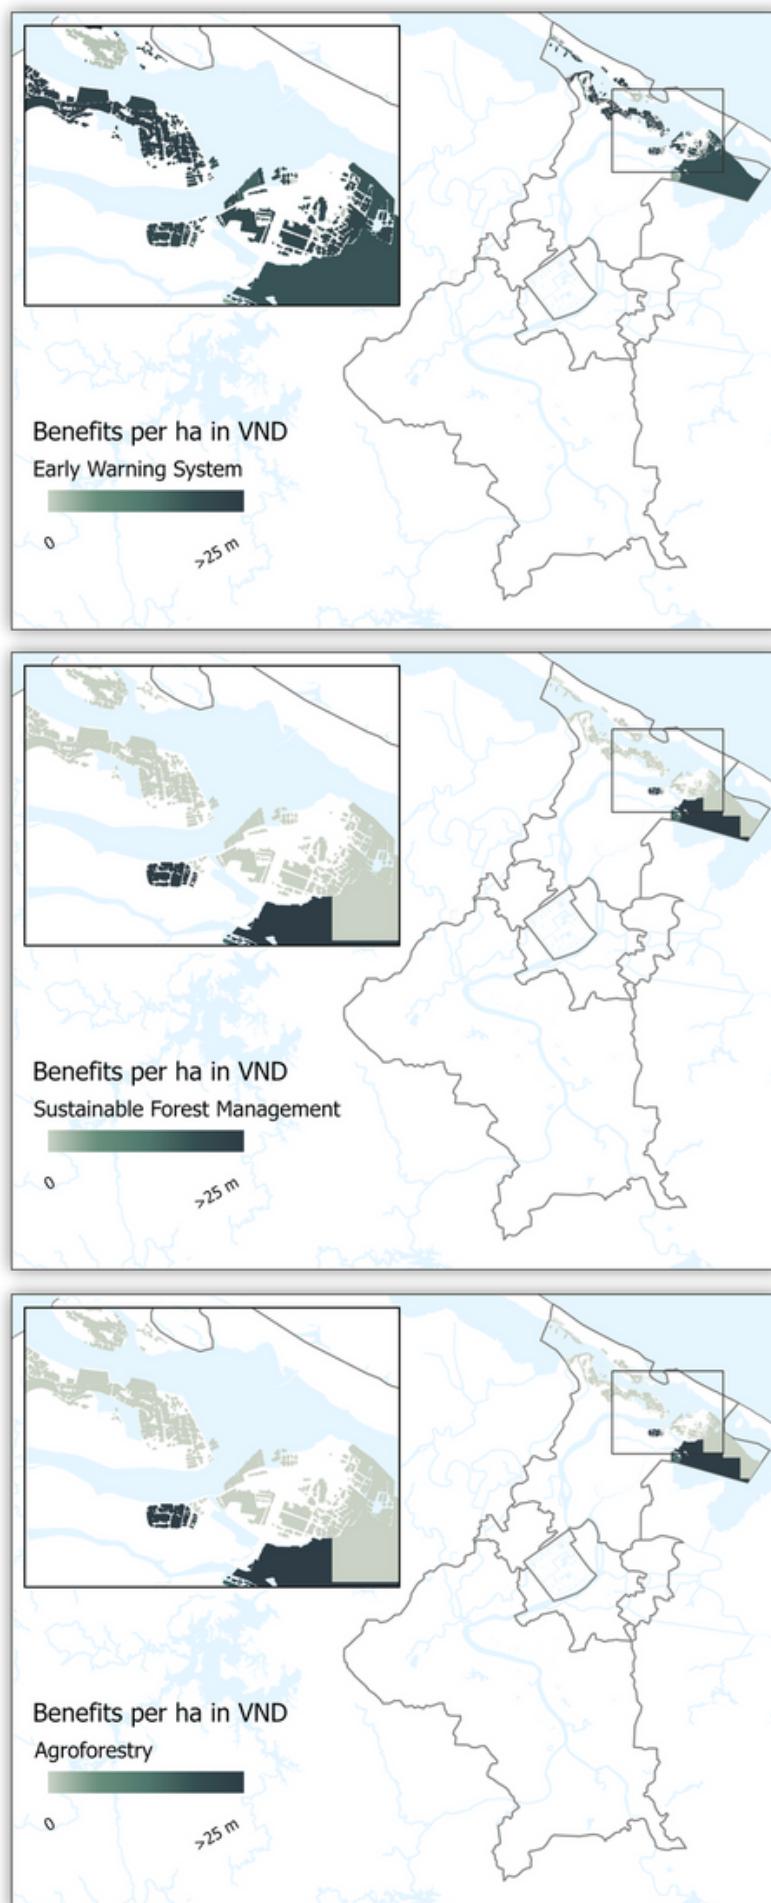 Benefits per ha in VND
Early Warning System
0
>25 m
Benefits per ha in VND
Sustainable Forest Management
0
>25 m
Benefits per ha in VND
Agroforestry
0
>25 m